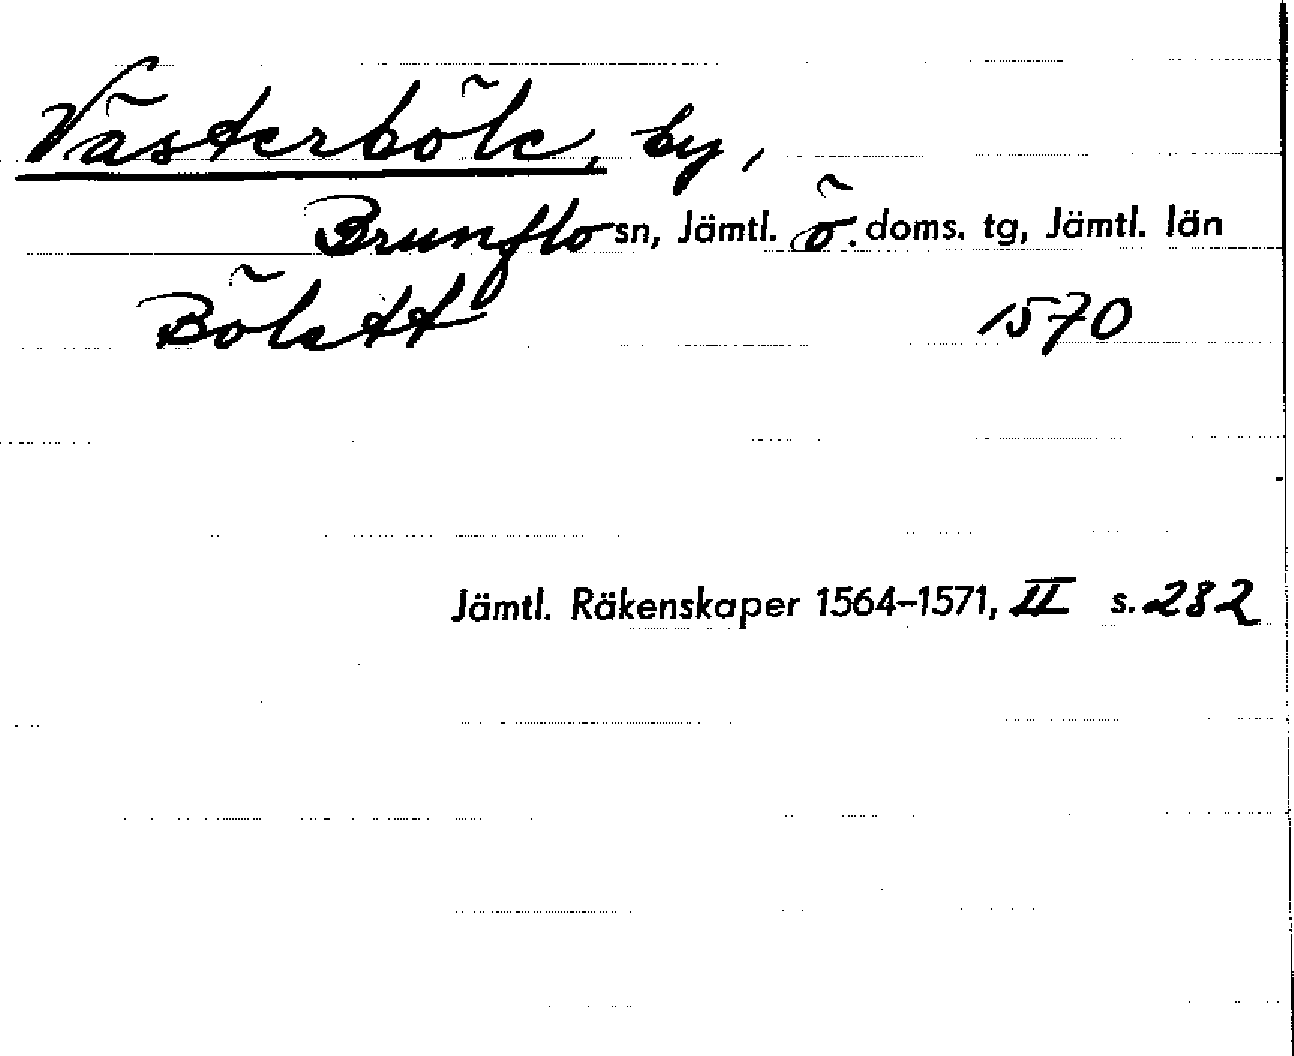 Västerböle, by,
Brunflo sn, Jämtl. ö. doms. tg, Jämtl. län
Bölett 1570
Jämtl. Räkenskaper 1564–1571, II s. 282